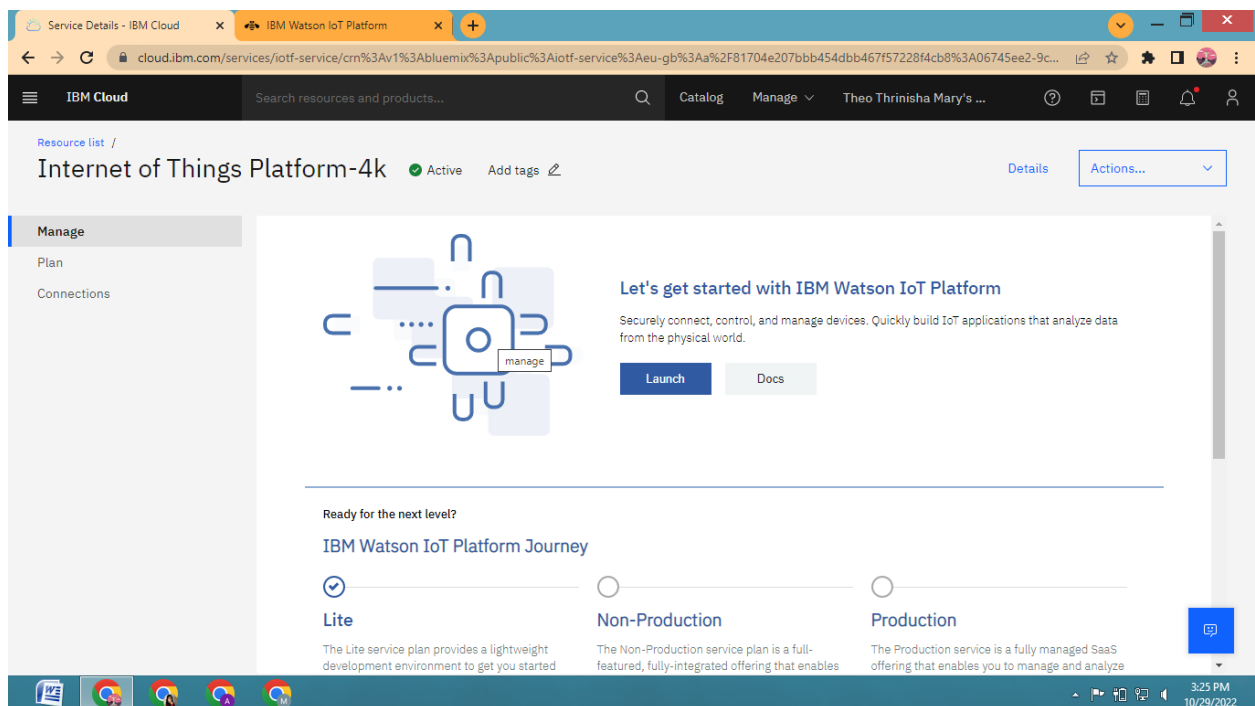 Service Details - IBM Cloud
IBM Watson IoT Platform
cloud.ibm.com/services/iotf-service/crn%3Av1%3Abluemix%3Apublic%3Aiotf-service%3Aeu-gb%3Aa%2F81704e207bbb454dbb467f57228f4cb8%3A06745ee2-9c...
IBM Cloud
Search resources and products...
Catalog
Manage
Theo Thrinisha Mary's ...
Resource list /
Internet of Things Platform-4k
Active
Add tags
Details
Actions...
Manage
Plan
Connections
manage
Let's get started with IBM Watson IoT Platform
Securely connect, control, and manage devices. Quickly build IoT applications that analyze data
from the physical world.
Launch
Docs
Ready for the next level?
IBM Watson IoT Platform Journey
Lite
The Lite service plan provides a lightweight
development environment to get you started
Non-Production
The Non-Production service plan is a full-
featured, fully-integrated offering that enables
Production
The Production service is a fully managed SaaS
offering that enables you to manage and analyze
3:25 PM
10/29/2022